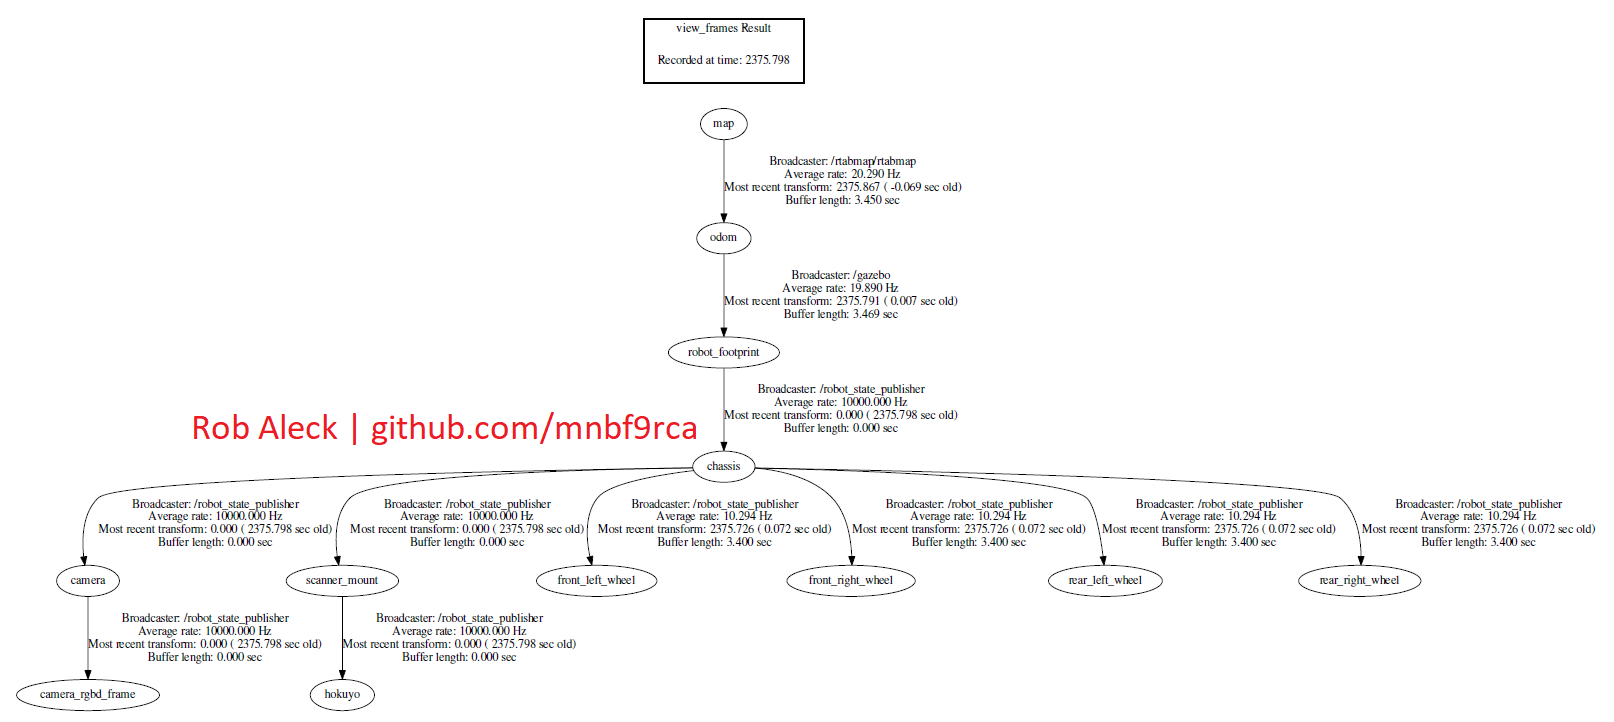 view_frames Result
Recorded at time: 2375.798
map
Broadcaster: /rtabmap/rtabmap
Average rate: 20.290 Hz
Most recent transform: 2375.867 ( -0.069 sec old)
Buffer length: 3.450 sec
odom
Broadcaster: /gazebo
Average rate: 19.890 Hz
Most recent transform: 2375.791 ( 0.007 sec old)
Buffer length: 3.469 sec
robot_footprint
Broadcaster: /robot_state_publisher
Average rate: 10000.000 Hz
Most recent transform: 0.000 ( 2375.798 sec old)
Buffer length: 0.000 sec
Rob Aleck | github.com/mnbf9rca
chassis
Broadcaster: /robot_state_publisher
Average rate: 10000.000 Hz
Most recent transform: 0.000 ( 2375.798 sec old)
Buffer length: 0.000 sec
Broadcaster: /robot_state_publisher
Average rate: 10000.000 Hz
Most recent transform: 0.000 ( 2375.798 sec old)
Buffer length: 0.000 sec
Broadcaster: /robot_state_publisher
Average rate: 10.294 Hz
Most recent transform: 2375.726 ( 0.072 sec old)
Buffer length: 3.400 sec
Broadcaster: /robot_state_publisher
Average rate: 10.294 Hz
Most recent transform: 2375.726 ( 0.072 sec old)
Buffer length: 3.400 sec
Broadcaster: /robot_state_publisher
Average rate: 10.294 Hz
Most recent transform: 2375.726 ( 0.072 sec old)
Buffer length: 3.400 sec
Broadcaster: /robot_state_publisher
Average rate: 10.294 Hz
Most recent transform: 2375.726 ( 0.072 sec old)
Buffer length: 3.400 sec
camera
scanner_mount
front_left_wheel
front_right_wheel
rear_left_wheel
rear_right_wheel
Broadcaster: /robot_state_publisher
Average rate: 10000.000 Hz
Most recent transform: 0.000 ( 2375.798 sec old)
Buffer length: 0.000 sec
Broadcaster: /robot_state_publisher
Average rate: 10000.000 Hz
Most recent transform: 0.000 ( 2375.798 sec old)
Buffer length: 0.000 sec
camera_rgbd_frame
hokuyo